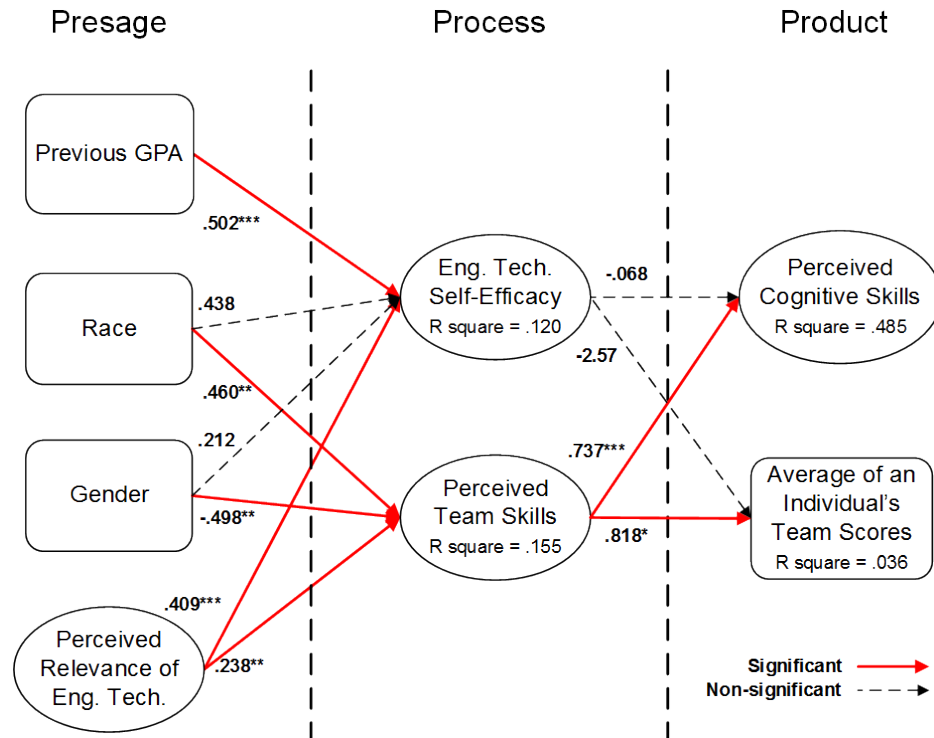 Presage
Process
Product
Previous GPA
.502***
Race
.438
.460**
Gender
.212
-.498**
Perceived
Relevance of
Eng. Tech.
.409***
.238**
Eng. Tech.
Self-Efficacy
R square = .120
-.068
-2.57
Perceived
Team Skills
R square = .155
.737***
.818*
Perceived
Cognitive Skills
R square = .485
Average of an
Individual's
Team Scores
R square = .036
Significant
Non-significant